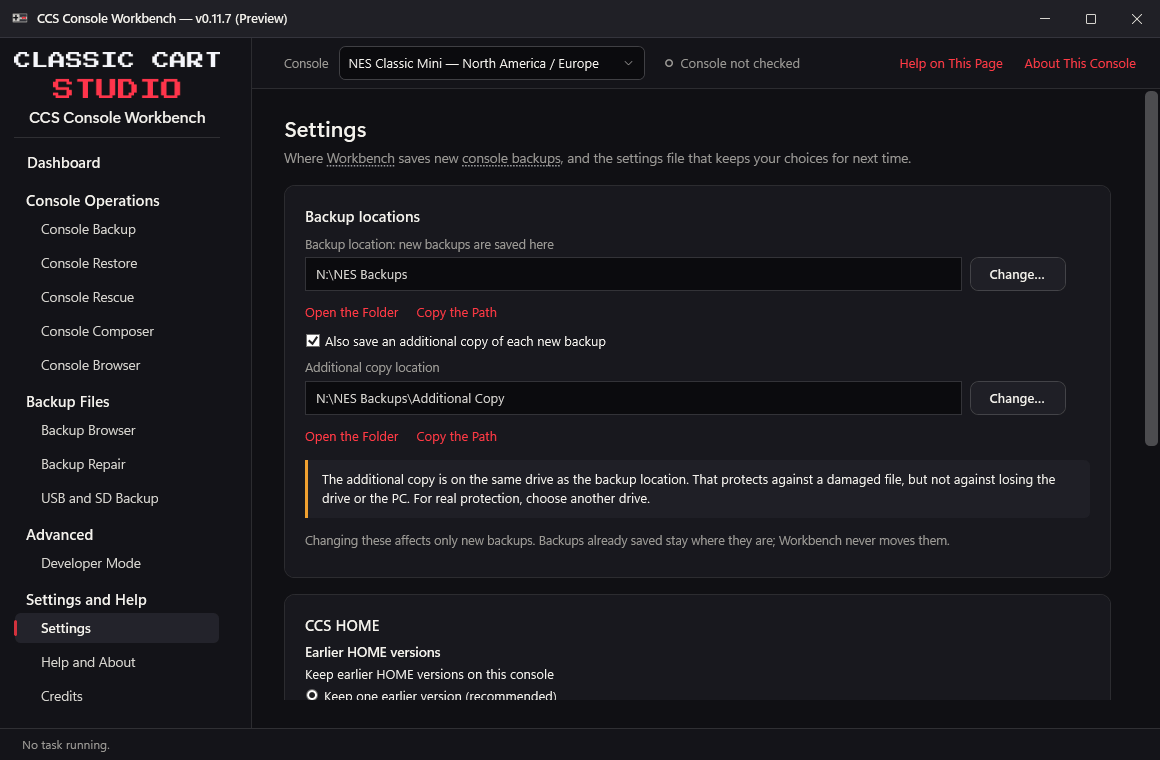 CCS Console Workbench — v0.11.7 (Preview)
CLASSIC CART
STUDIO
CCS Console Workbench
Dashboard
Console Operations
Console Backup
Console Restore
Console Rescue
Console Composer
Console Browser
Backup Files
Backup Browser
Backup Repair
USB and SD Backup
Advanced
Developer Mode
Settings and Help
Settings
Help and About
Credits
Console
NES Classic Mini — North America / Europe
Console not checked
Help on This Page
About This Console
Settings
Where Workbench saves new console backups, and the settings file that keeps your choices for next time.
Backup locations
Backup location: new backups are saved here
N:\NES Backups
Change...
Open the Folder
Copy the Path
Also save an additional copy of each new backup
Additional copy location
N:\NES Backups\Additional Copy
Change...
Open the Folder
Copy the Path
The additional copy is on the same drive as the backup location. That protects against a damaged file, but not against losing the
drive or the PC. For real protection, choose another drive.
Changing these affects only new backups. Backups already saved stay where they are; Workbench never moves them.
CCS HOME
Earlier HOME versions
Keep earlier HOME versions on this console
Keep one earlier version (recommended)
No task running.